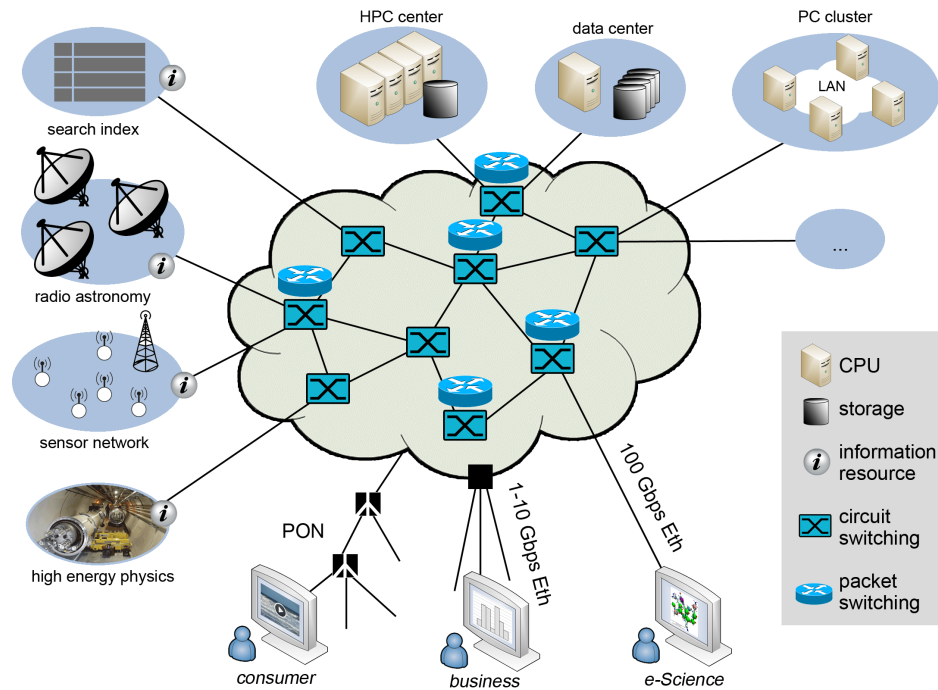 HPC center
data center
PC cluster
LAN
search index
i
radio astronomy
i
...
sensor network
i
high energy physics
i
PON
1-10 Gbps Eth
100 Gbps Eth
consumer
business
e-Science
CPU
storage
i
information
resource
circuit
switching
packet
switching